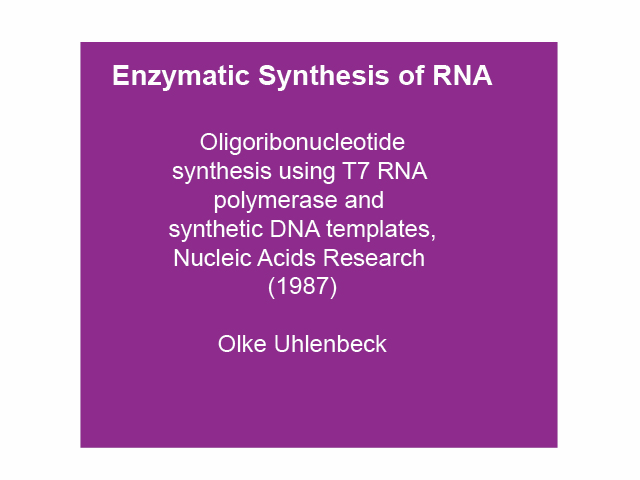 Enzymatic Synthesis of RNA
Oligoribonucleotide
synthesis using T7 RNA
polymerase and
synthetic DNA templates,
Nucleic Acids Research
(1987)
Olke Uhlenbeck